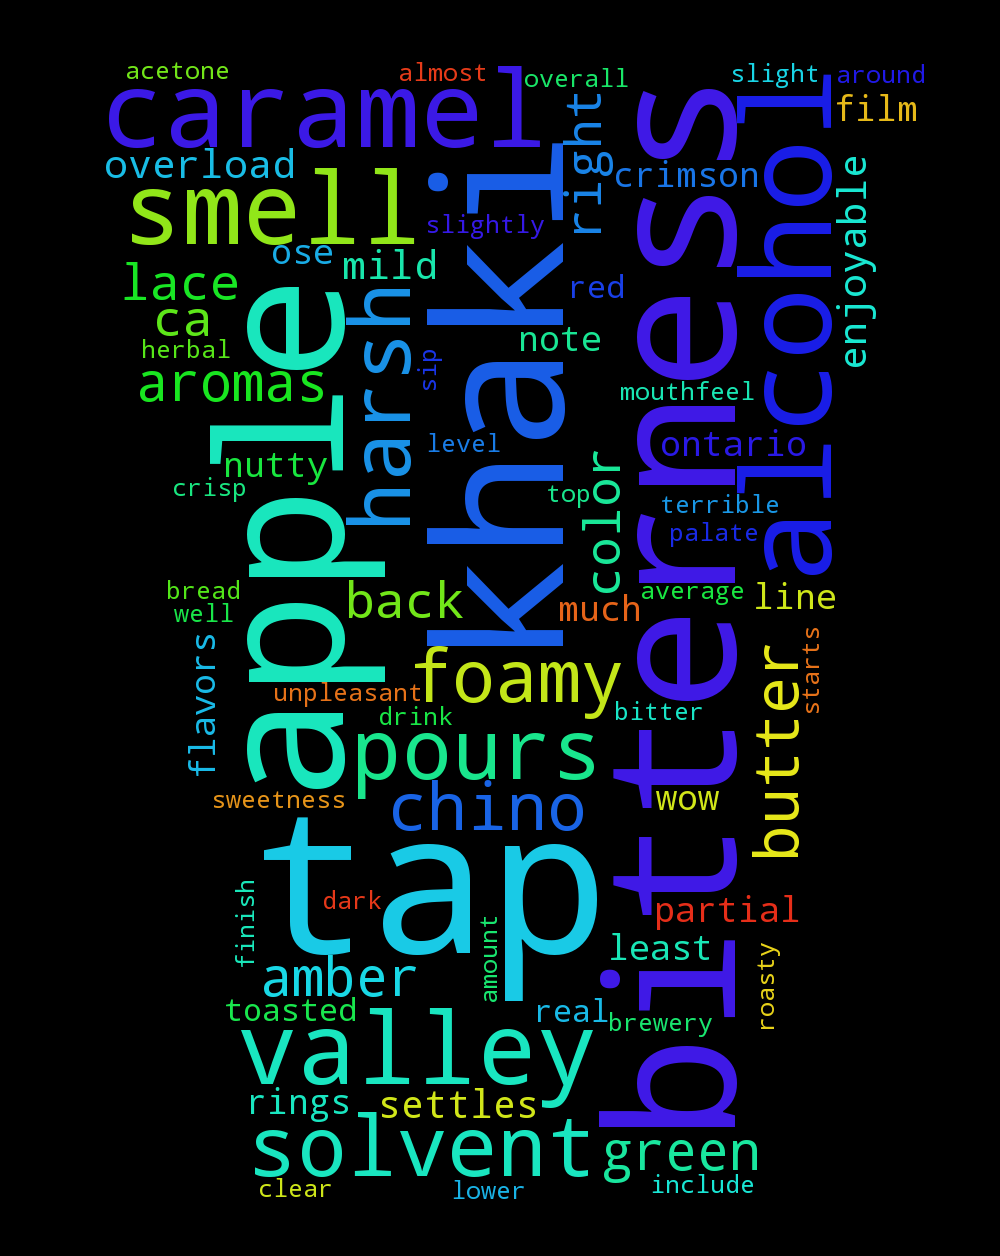 acetone
almost
overall
slight
around
caramel
film
right
alcohol
bitterness
overload
smell
khaki
crimson
enjoyable
slightly
ose
mild
lace
red
ca
apple
harsh
note
herbal
sip
aromas
mouthfeel
level
ontario
nutty
color
crisp
top
terrible
palate
bread
back
average
line
well
much
flavors
foamy
butter
starts
unpleasant
drink
bitter
pours
sweetness
chino
wow
tap
finish
dark
partial
amount
least
roasty
amber
toasted
real
brewery
valley
rings
settles
solvent
green
clear
lower
include